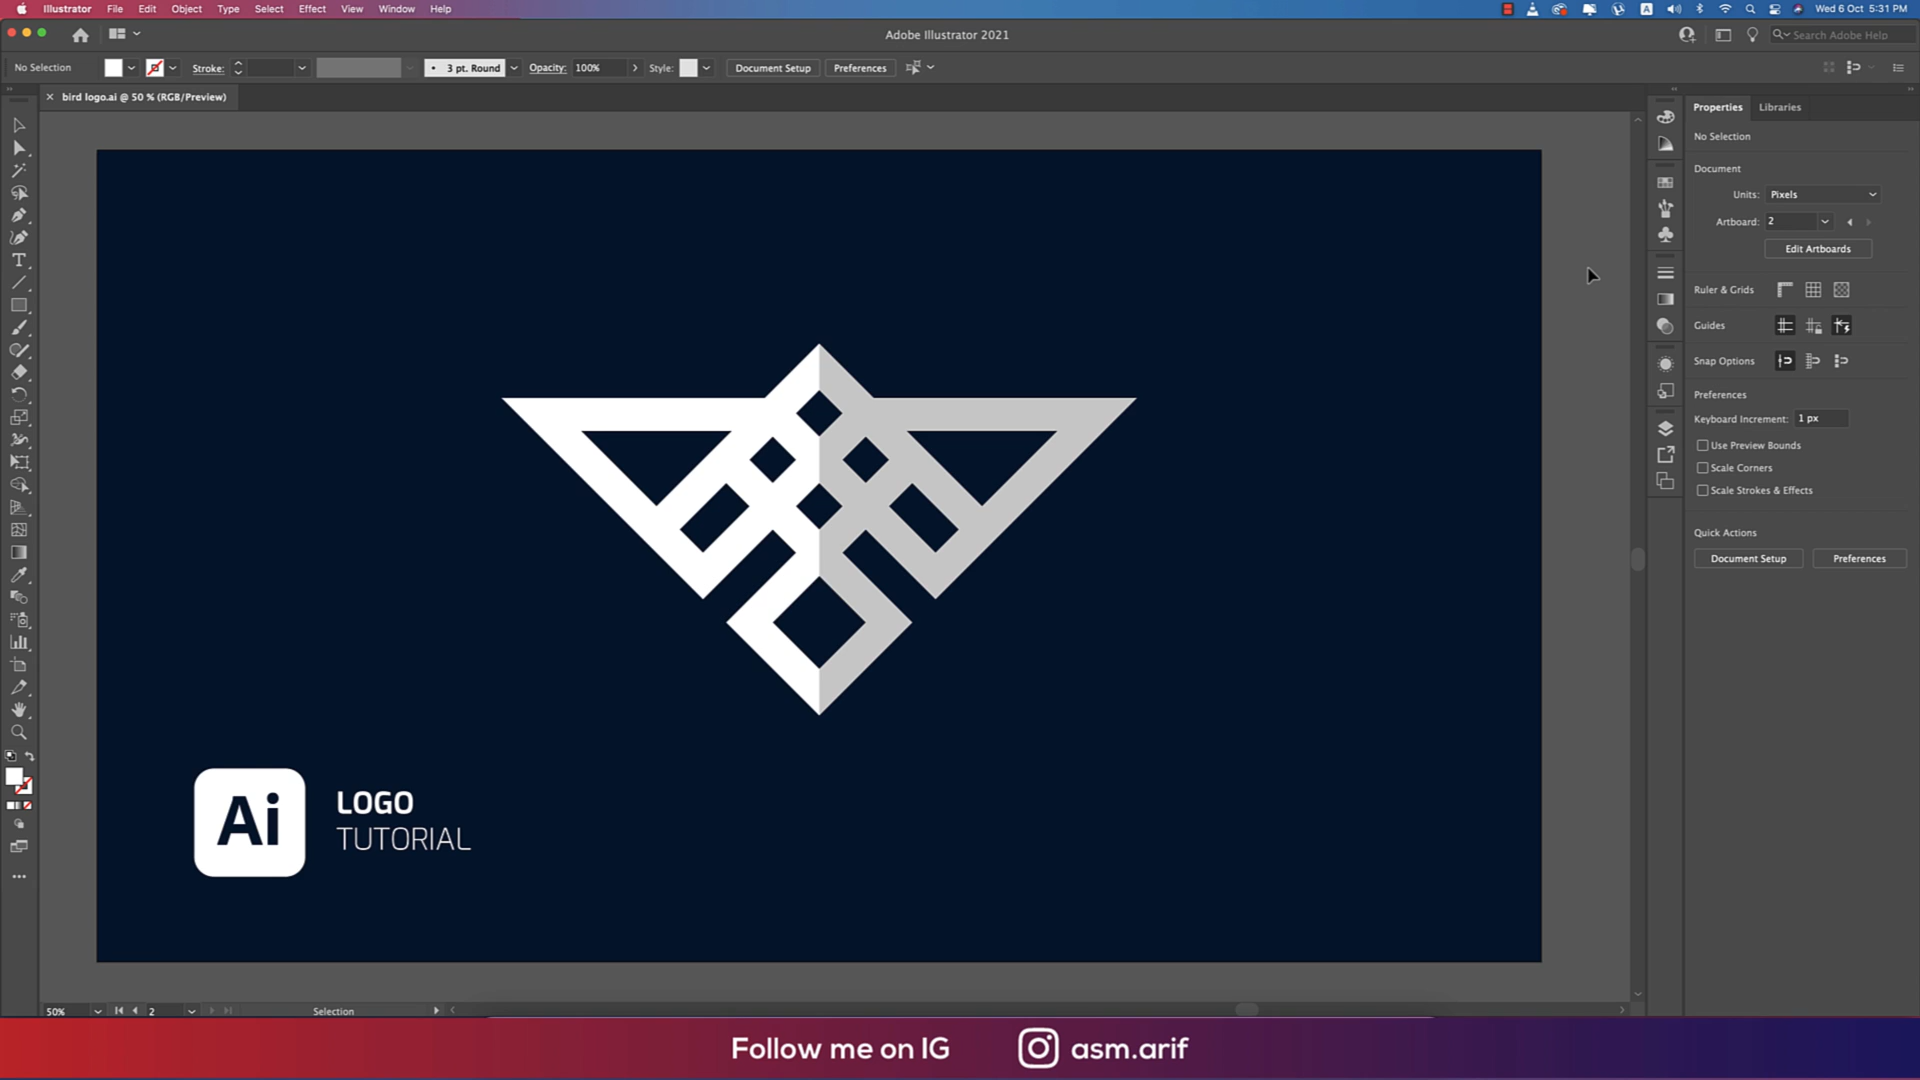 Illustrator File Edit Object Type Select Effect View Window Help
A Wed 6 Oct 5:31 PM
Adobe Illustrator 2021
Search Adobe Help
No Selection Stroke: 3 pt. Round Opacity: 100% Style: Document Setup Preferences
× bird logo.ai @ 50 % (RGB/Preview)
Properties Libraries
No Selection
Document
Units: Pixels
Artboard: 2
Edit Artboards
Ruler & Grids
Guides
Snap Options
Preferences
Keyboard Increment: 1 px
Use Preview Bounds
Scale Corners
Scale Strokes & Effects
Quick Actions
Document Setup Preferences
Ai
LOGO
TUTORIAL
50% 2 Selection
Follow me on IG asm.arif